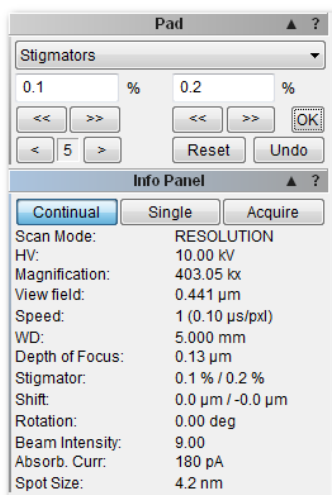 Pad ▲ ?
Stigmators
0.1 % 0.2 %
<< >> << >> OK
< 5 > Reset Undo
Info Panel ▲ ?
Continual Single Acquire
Scan Mode: RESOLUTION
HV: 10.00 kV
Magnification: 403.05 kx
View field: 0.441 µm
Speed: 1 (0.10 µs/pxl)
WD: 5.000 mm
Depth of Focus: 0.13 µm
Stigmator: 0.1 % / 0.2 %
Shift: 0.0 µm / -0.0 µm
Rotation: 0.00 deg
Beam Intensity: 9.00
Absorb. Curr: 180 pA
Spot Size: 4.2 nm